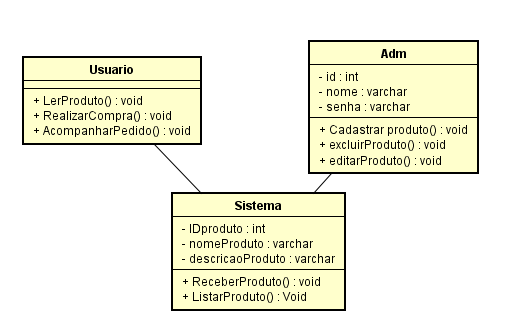 Usuario
+ LerProduto() : void
+ RealizarCompra() : void
+ AcompanharPedido() : void
Adm
- id : int
- nome : varchar
- senha : varchar
+ Cadastrar produto() : void
+ excluirProduto() : void
+ editarProduto() : void
Sistema
- IDproduto : int
- nomeProduto : varchar
- descricaoProduto : varchar
+ ReceberProduto() : void
+ ListarProduto() : Void